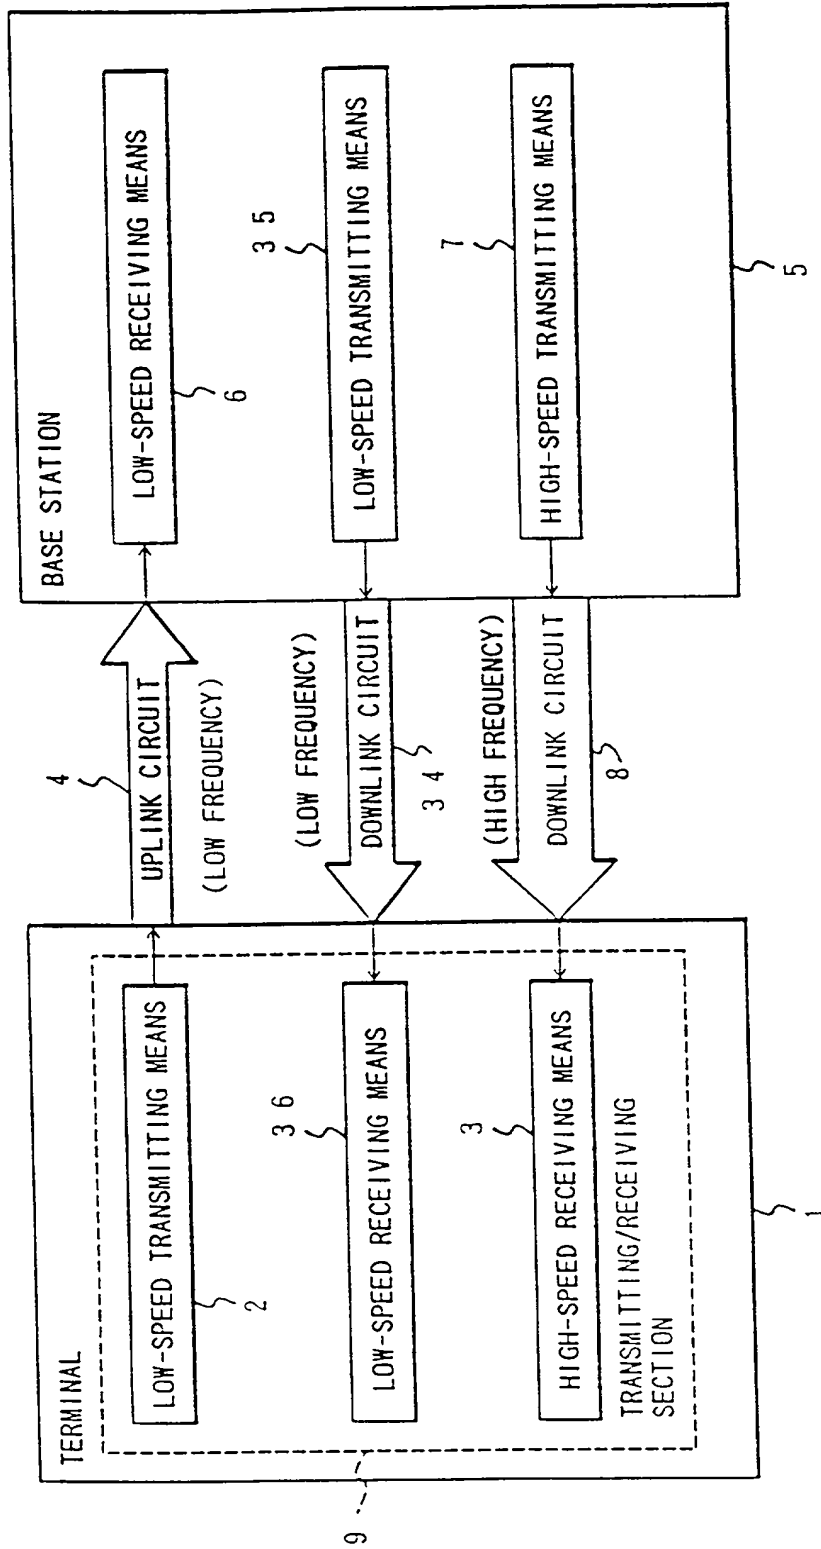 TERMINAL
LOW-SPEED TRANSMITTING MEANS
2
LOW-SPEED RECEIVING MEANS
3 6
HIGH-SPEED RECEIVING MEANS
3
TRANSMITTING/RECEIVING
SECTION
9
1
4
UPLINK CIRCUIT
(LOW FREQUENCY)
(LOW FREQUENCY)
DOWNLINK CIRCUIT
3 4
(HIGH FREQUENCY)
DOWNLINK CIRCUIT
8
BASE STATION
LOW-SPEED RECEIVING MEANS
6
3 5
LOW-SPEED TRANSMITTING MEANS
7
HIGH-SPEED TRANSMITTING MEANS
5